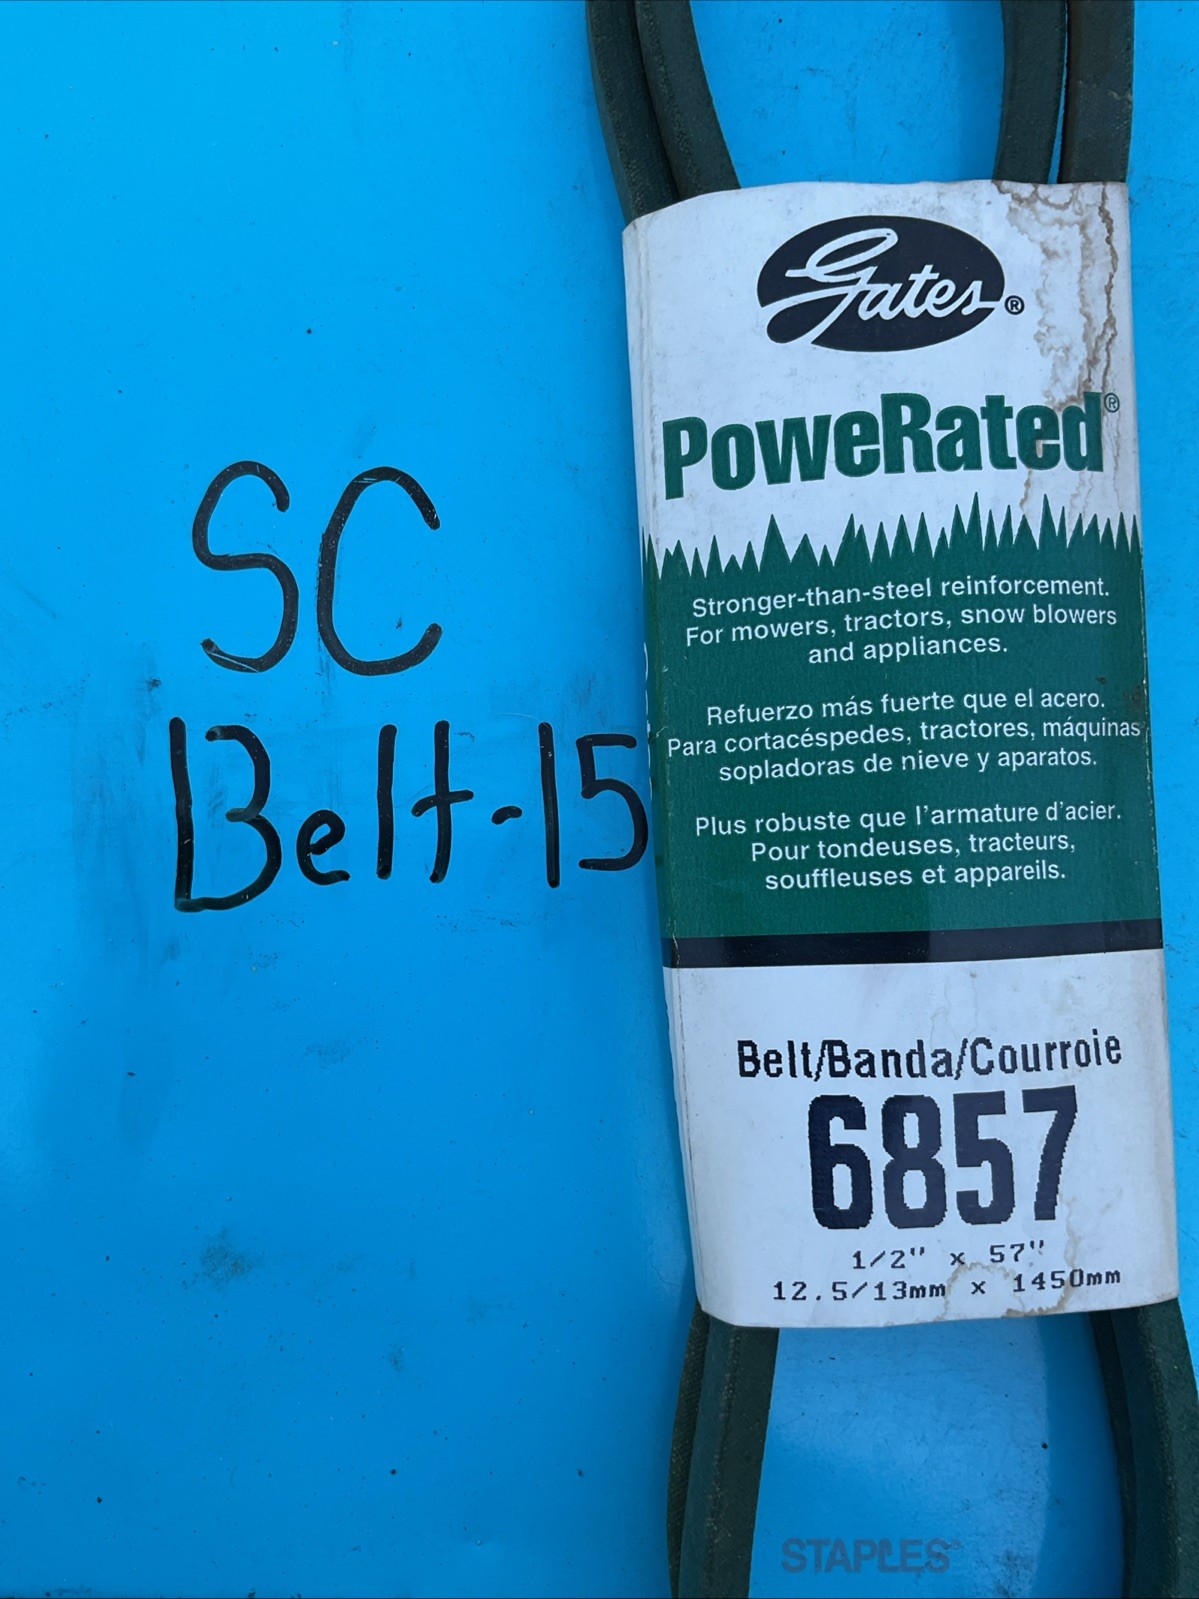 SC
Belt-15
Gates®
PoweRated®
Stronger-than-steel reinforcement.
For mowers, tractors, snow blowers
and appliances.
Refuerzo más fuerte que el acero.
Para cortacéspedes, tractores, máquinas
sopladoras de nieve y aparatos.
Plus robuste que l'armature d'acier.
Pour tondeuses, tracteurs,
souffleuses et appareils.
Belt/Banda/Courroie
6857
1/2" x 57"
12.5/13mm x 1450mm
STAPLES